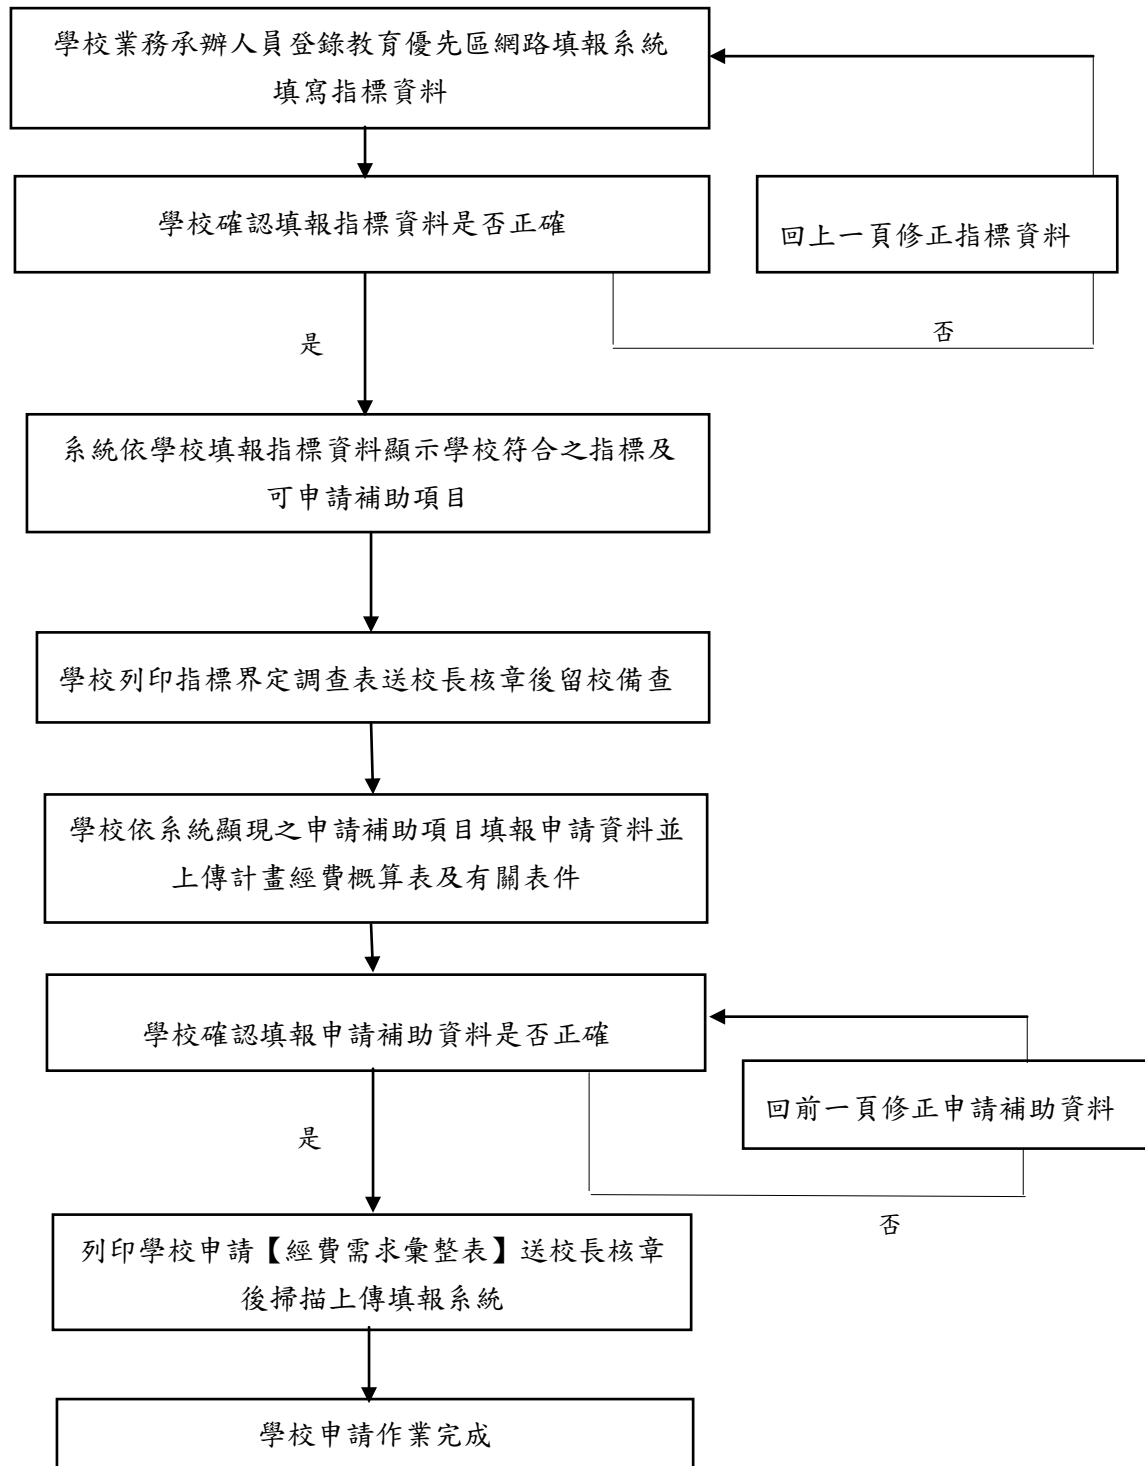 學校業務承辦人員登錄教育優先區網路填報系統
填寫指標資料
學校確認填報指標資料是否正確
回上一頁修正指標資料
是
否
系統依學校填報指標資料顯示學校符合之指標及
可申請補助項目
學校列印指標界定調查表送校長核章後留校備查
學校依系統顯現之申請補助項目填報申請資料並
上傳計畫經費概算表及有關表件
學校確認填報申請補助資料是否正確
回前一頁修正申請補助資料
是
否
列印學校申請【經費需求彙整表】送校長核章
後掃描上傳填報系統
學校申請作業完成